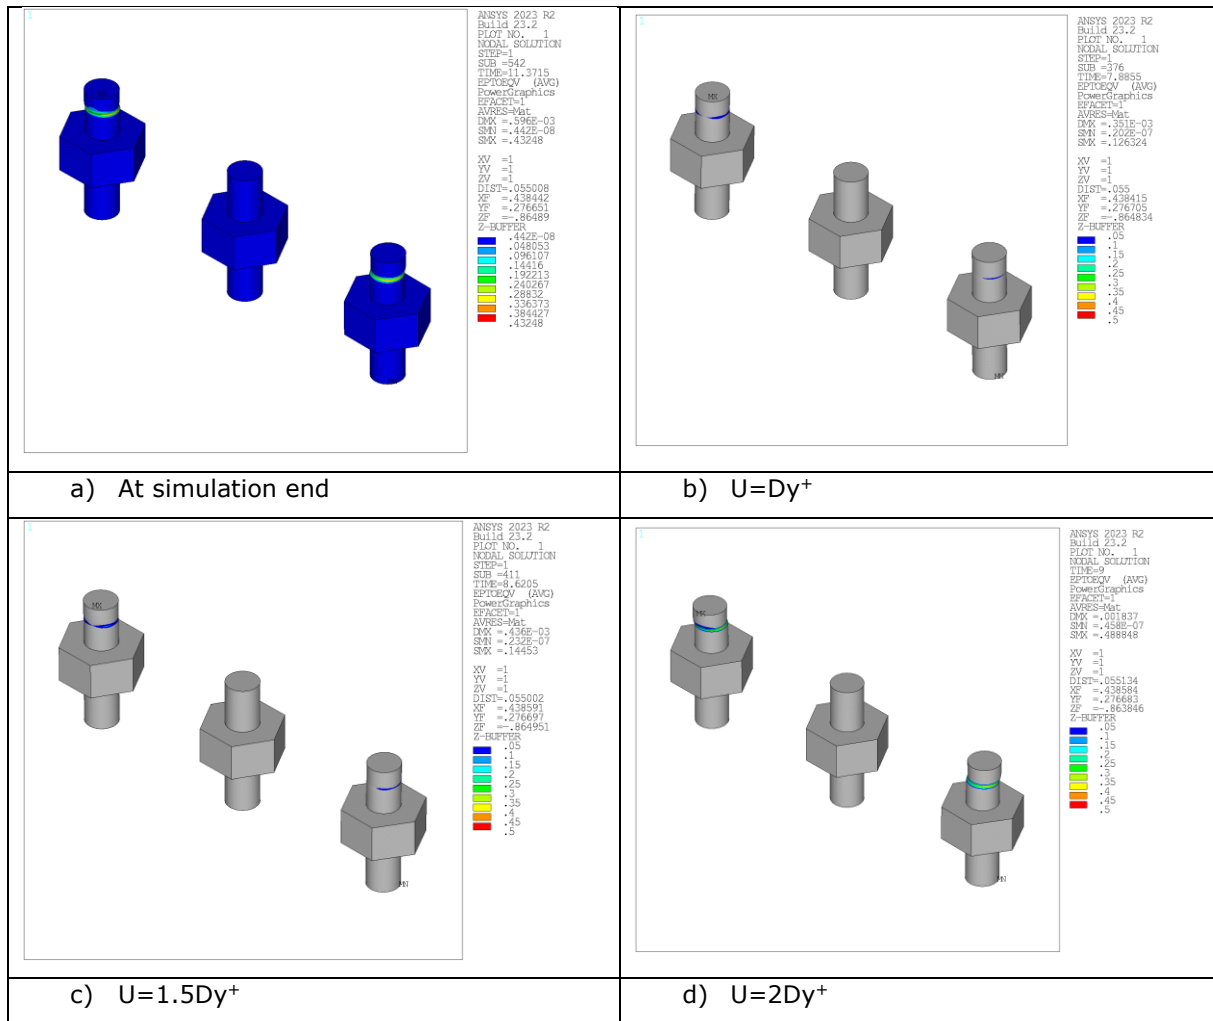 1
ANSYS 2023 R2
Build 23.2
PLOT NO. 1
NODAL SOLUTION
STEP=1
SUB =542
TIME=11.3715
EPTOEQV (AVG)
PowerGraphics
EFACET=1
AVRES=Mat
DMX =.596E-03
SMN =.442E-08
SMX =.43248
XV =1
YV =1
ZV =1
DIST=.055008
XF =.438442
YF =.276651
ZF =-.86489
Z-BUFFER
.442E-08
.048053
.096107
.14416
.192213
.240267
.28832
.336373
.384427
.43248
a) At simulation end
1
ANSYS 2023 R2
Build 23.2
PLOT NO. 1
NODAL SOLUTION
STEP=1
SUB =376
TIME=7.8855
EPTOEQV (AVG)
PowerGraphics
EFACET=1
AVRES=Mat
DMX =.351E-03
SMN =.202E-07
SMX =.126324
XV =1
YV =1
ZV =1
DIST=.055
XF =.438415
YF =.276705
ZF =-.864834
Z-BUFFER
.05
.1
.15
.2
.25
.3
.35
.4
.45
.5
MX
MN
b) U=Dy⁺
1
ANSYS 2023 R2
Build 23.2
PLOT NO. 1
NODAL SOLUTION
STEP=1
SUB =411
TIME=8.6205
EPTOEQV (AVG)
PowerGraphics
EFACET=1
AVRES=Mat
DMX =.436E-03
SMN =.232E-07
SMX =.14453
XV =1
YV =1
ZV =1
DIST=.055002
XF =.438591
YF =.276697
ZF =-.864951
Z-BUFFER
.05
.1
.15
.2
.25
.3
.35
.4
.45
.5
MX
MN
c) U=1.5Dy⁺
1
ANSYS 2023 R2
Build 23.2
PLOT NO. 1
NODAL SOLUTION
TIME=9
EPTOEQV (AVG)
PowerGraphics
EFACET=1
AVRES=Mat
DMX =.001837
SMN =.458E-07
SMX =.488848
XV =1
YV =1
ZV =1
DIST=.055134
XF =.438584
YF =.276683
ZF =-.863846
Z-BUFFER
.05
.1
.15
.2
.25
.3
.35
.4
.45
.5
MX
MN
d) U=2Dy⁺